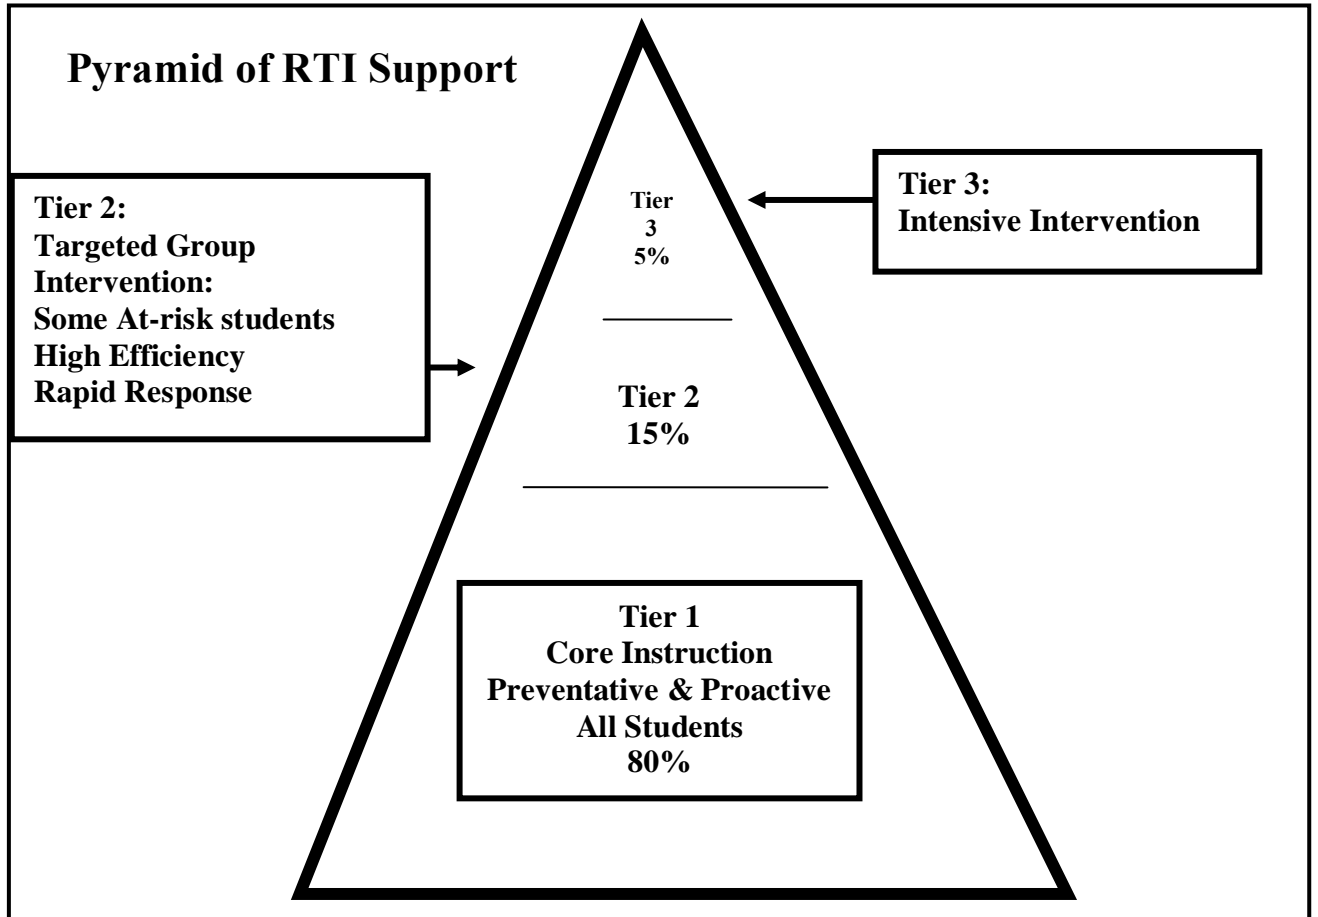 Pyramid of RTI Support
Tier 2:
Targeted Group
Intervention:
Some At-risk students
High Efficiency
Rapid Response
Tier
3
5%
Tier 3:
Intensive Intervention
Tier 2
15%
Tier 1
Core Instruction
Preventative & Proactive
All Students
80%